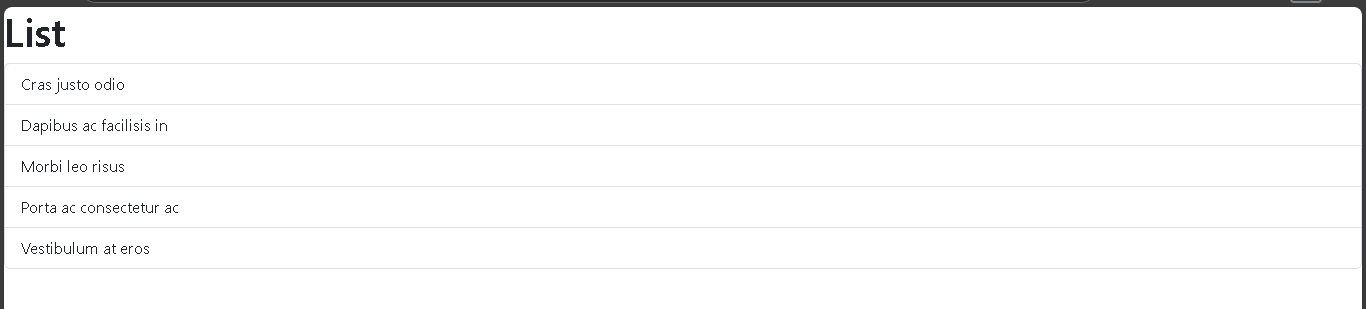 List
Cras justo odio
Dapibus ac facilisis in
Morbi leo risus
Porta ac consectetur ac
Vestibulum at eros